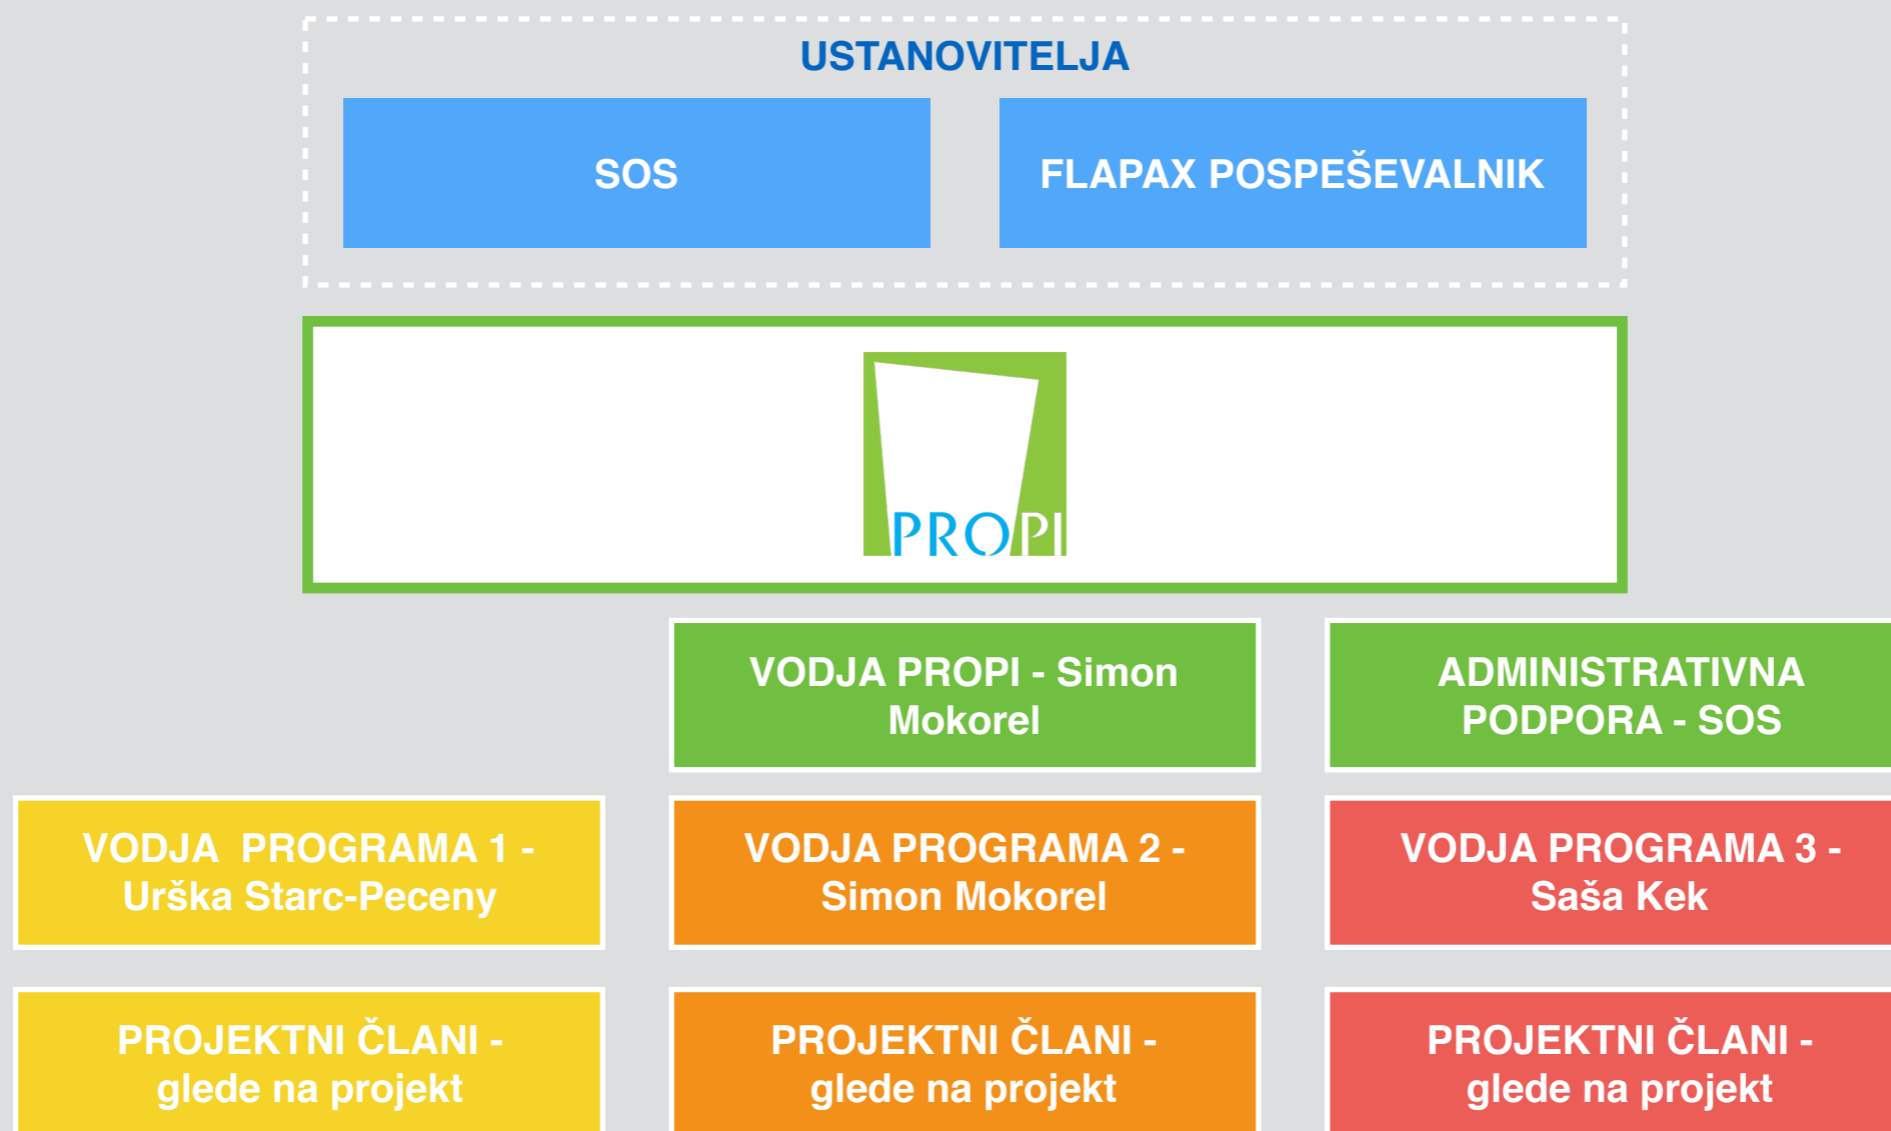 USTANOVITELJA
SOS
FLAPAX POSPEŠEVALNIK
PROPI
VODJA PROPI - Simon
Mokorel
ADMINISTRATIVNA
PODPORA - SOS
VODJA  PROGRAMA 1 -
Urška Starc-Peceny
VODJA PROGRAMA 2 -
Simon Mokorel
VODJA PROGRAMA 3 -
Saša Kek
PROJEKTNI ČLANI -
glede na projekt
PROJEKTNI ČLANI -
glede na projekt
PROJEKTNI ČLANI -
glede na projekt